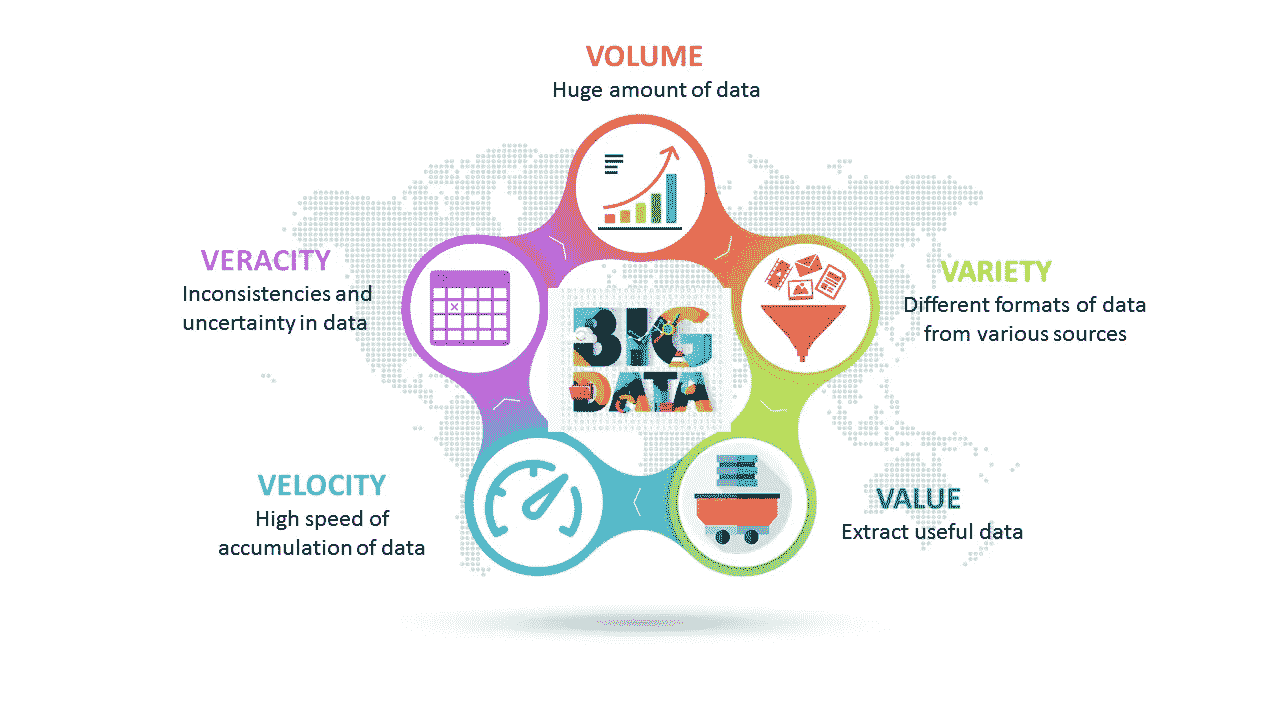 VOLUME
Huge amount of data
VERACITY
Inconsistencies and
uncertainty in data
VARIETY
Different formats of data
from various sources
BIG
DATA
VELOCITY
High speed of
accumulation of data
VALUE
Extract useful data